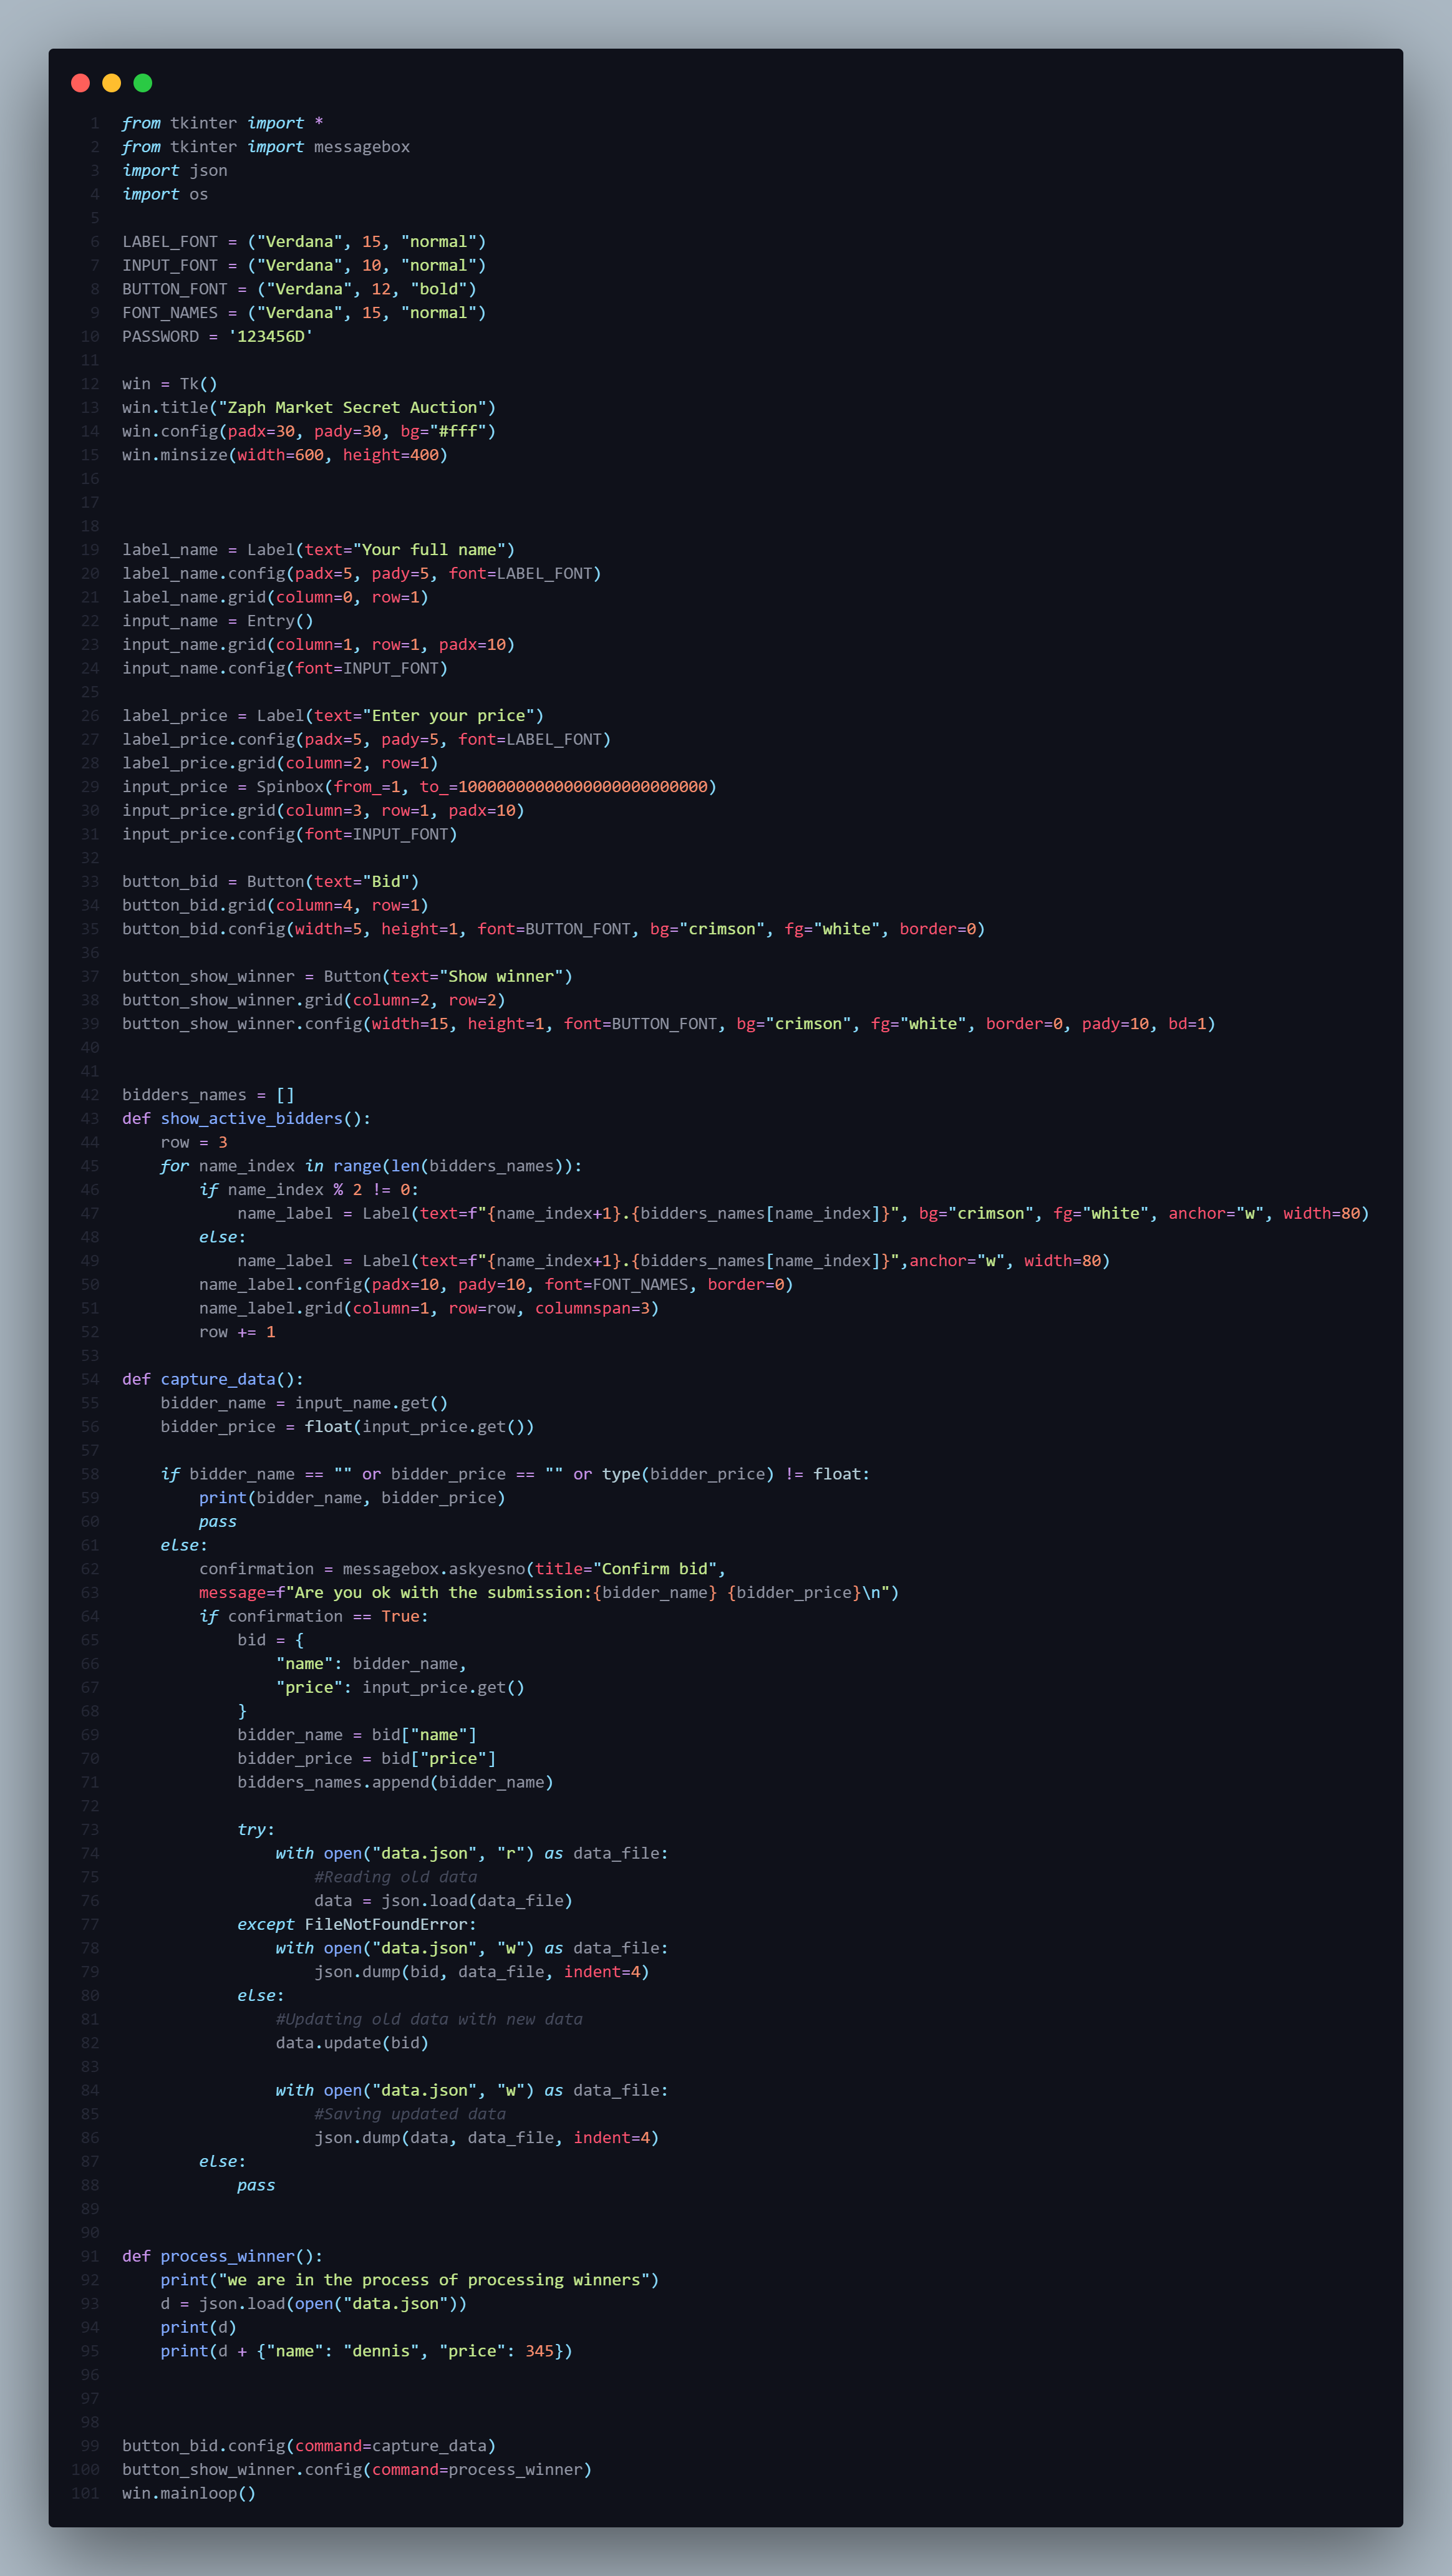 1 from tkinter import *
2 from tkinter import messagebox
3 import json
4 import os
5
6 LABEL_FONT = ("Verdana", 15, "normal")
7 INPUT_FONT = ("Verdana", 10, "normal")
8 BUTTON_FONT = ("Verdana", 12, "bold")
9 FONT_NAMES = ("Verdana", 15, "normal")
10 PASSWORD = '123456D'
11
12 win = Tk()
13 win.title("Zaph Market Secret Auction")
14 win.config(padx=30, pady=30, bg="#fff")
15 win.minsize(width=600, height=400)
16
17
18
19 label_name = Label(text="Your full name")
20 label_name.config(padx=5, pady=5, font=LABEL_FONT)
21 label_name.grid(column=0, row=1)
22 input_name = Entry()
23 input_name.grid(column=1, row=1, padx=10)
24 input_name.config(font=INPUT_FONT)
25
26 label_price = Label(text="Enter your price")
27 label_price.config(padx=5, pady=5, font=LABEL_FONT)
28 label_price.grid(column=2, row=1)
29 input_price = Spinbox(from_=1, to_=10000000000000000000000000)
30 input_price.grid(column=3, row=1, padx=10)
31 input_price.config(font=INPUT_FONT)
32
33 button_bid = Button(text="Bid")
34 button_bid.grid(column=4, row=1)
35 button_bid.config(width=5, height=1, font=BUTTON_FONT, bg="crimson", fg="white", border=0)
36
37 button_show_winner = Button(text="Show winner")
38 button_show_winner.grid(column=2, row=2)
39 button_show_winner.config(width=15, height=1, font=BUTTON_FONT, bg="crimson", fg="white", border=0, pady=10, bd=1)
40
41
42 bidders_names = []
43 def show_active_bidders():
44     row = 3
45     for name_index in range(len(bidders_names)):
46         if name_index % 2 != 0:
47             name_label = Label(text=f"{name_index+1}.{bidders_names[name_index]}", bg="crimson", fg="white", anchor="w", width=80)
48         else:
49             name_label = Label(text=f"{name_index+1}.{bidders_names[name_index]}",anchor="w", width=80)
50         name_label.config(padx=10, pady=10, font=FONT_NAMES, border=0)
51         name_label.grid(column=1, row=row, columnspan=3)
52         row += 1
53
54 def capture_data():
55     bidder_name = input_name.get()
56     bidder_price = float(input_price.get())
57
58     if bidder_name == "" or bidder_price == "" or type(bidder_price) != float:
59         print(bidder_name, bidder_price)
60         pass
61     else:
62         confirmation = messagebox.askyesno(title="Confirm bid",
63         message=f"Are you ok with the submission:{bidder_name} {bidder_price}\n")
64         if confirmation == True:
65             bid = {
66                 "name": bidder_name,
67                 "price": input_price.get()
68             }
69             bidder_name = bid["name"]
70             bidder_price = bid["price"]
71             bidders_names.append(bidder_name)
72
73             try:
74                 with open("data.json", "r") as data_file:
75                     #Reading old data
76                     data = json.load(data_file)
77             except FileNotFoundError:
78                 with open("data.json", "w") as data_file:
79                     json.dump(bid, data_file, indent=4)
80             else:
81                 #Updating old data with new data
82                 data.update(bid)
83
84                 with open("data.json", "w") as data_file:
85                     #Saving updated data
86                     json.dump(data, data_file, indent=4)
87         else:
88             pass
89
90
91 def process_winner():
92     print("we are in the process of processing winners")
93     d = json.load(open("data.json"))
94     print(d)
95     print(d + {"name": "dennis", "price": 345})
96
97
98
99 button_bid.config(command=capture_data)
100 button_show_winner.config(command=process_winner)
101 win.mainloop()